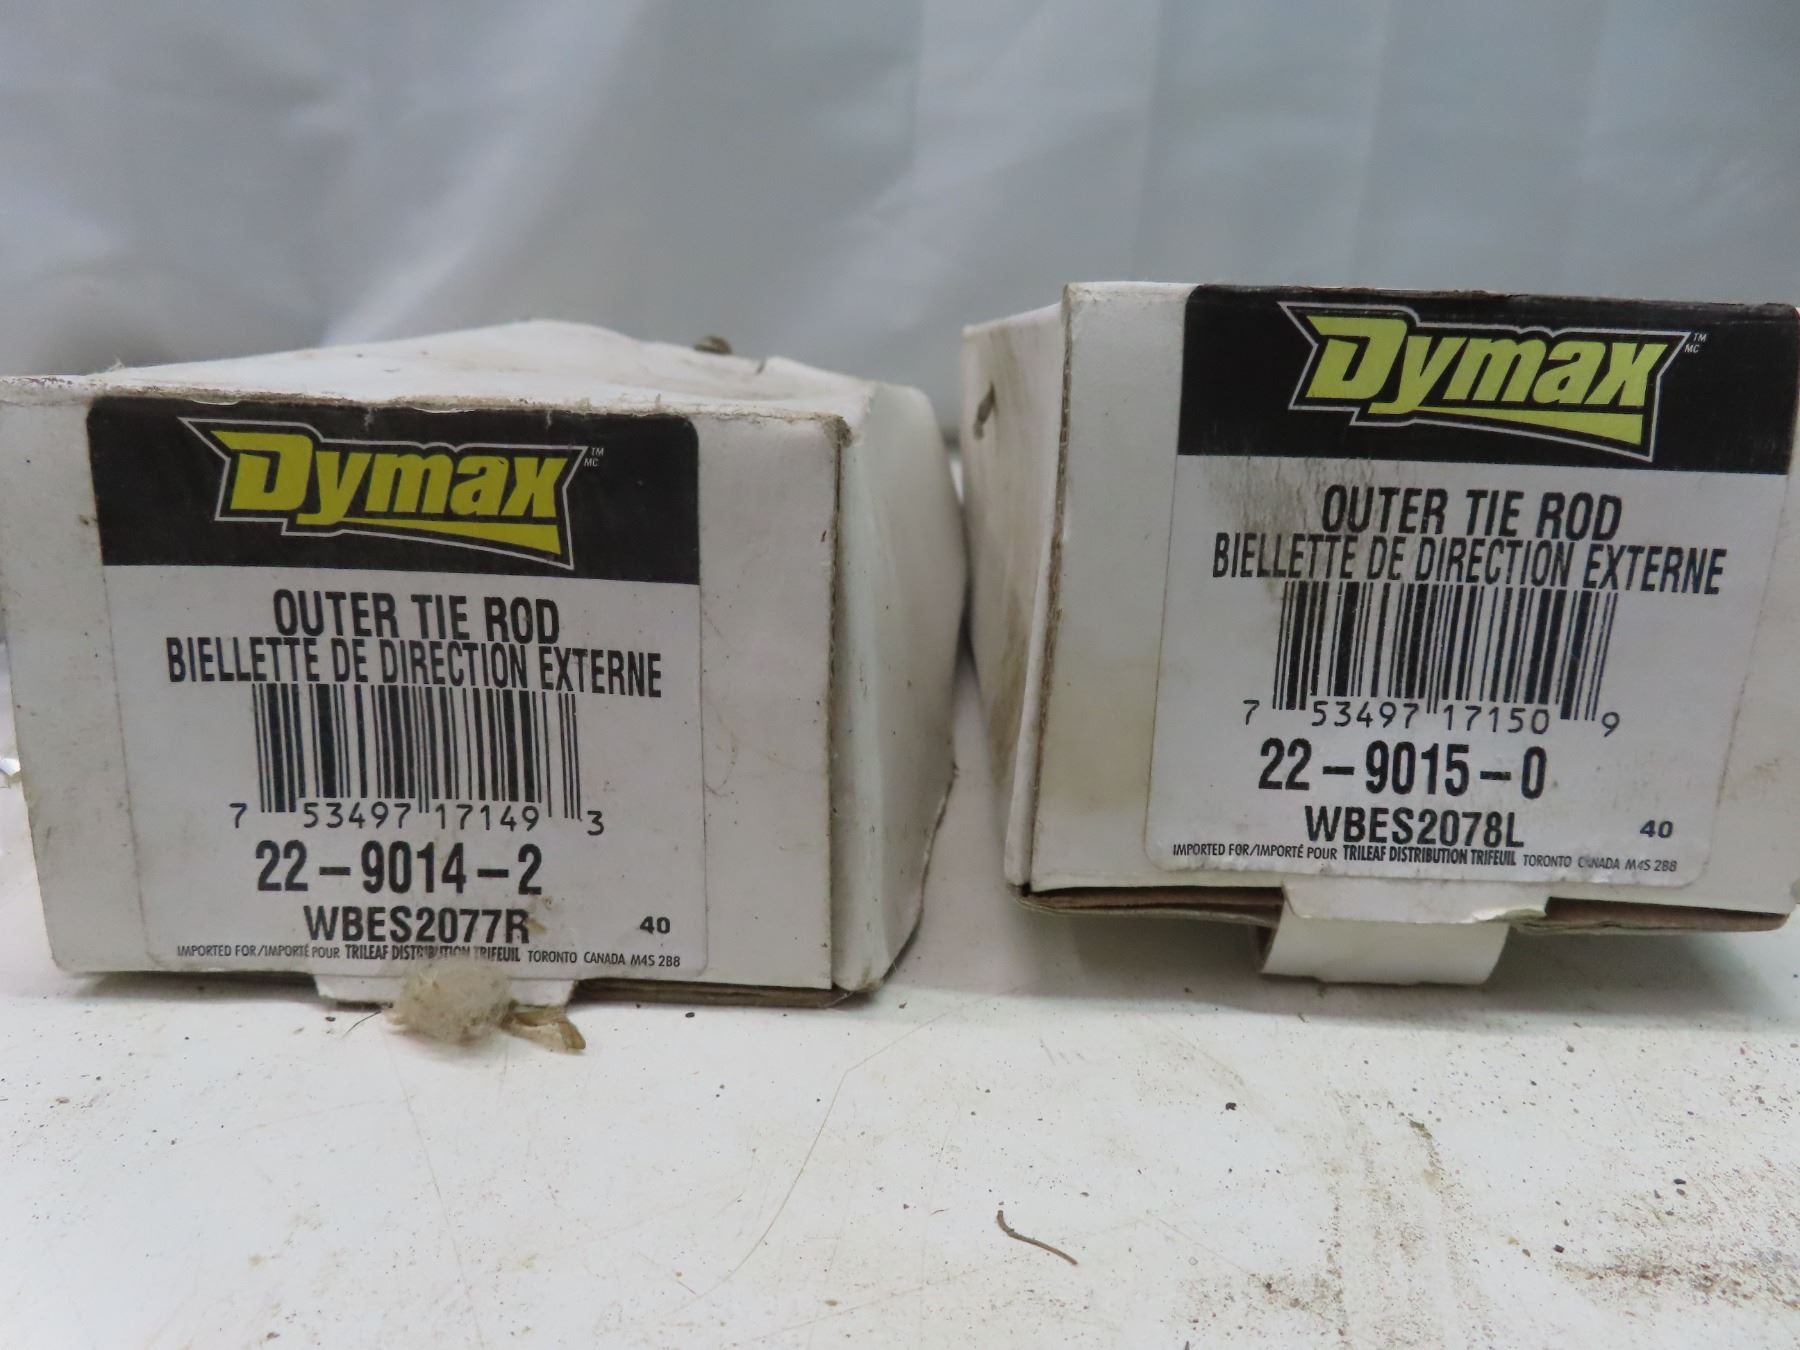 Dymax
TM
MC
OUTER TIE ROD
BIELLETTE DE DIRECTION EXTERNE
7 53497 17149 3
22-9014-2
WBES2077R
40
IMPORTED FOR/IMPORTÉ POUR TRILEAF DISTRIBUTION TRIFEUIL TORONTO CANADA M4S 2B8
Dymax
TM
MC
OUTER TIE ROD
BIELLETTE DE DIRECTION EXTERNE
7 53497 17150 9
22-9015-0
WBES2078L
40
IMPORTED FOR/IMPORTÉ POUR TRILEAF DISTRIBUTION TRIFEUIL TORONTO CANADA M4S 2B8